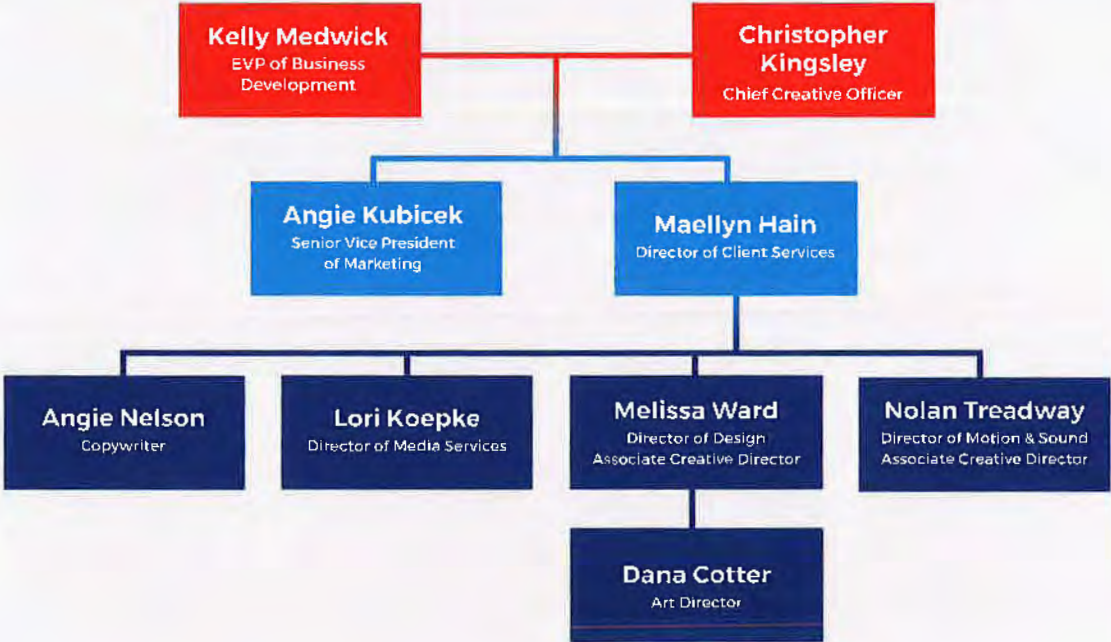 Kelly Medwick
EVP of Business
Development
Christopher
Kingsley
Chief Creative Officer
Angie Kubicek
Senior Vice President
of Marketing
Maellyn Hain
Director of Client Services
Angie Nelson
Copywriter
Lori Koepke
Director of Media Services
Melissa Ward
Director of Design
Associate Creative Director
Nolan Treadway
Director of Motion & Sound
Associate Creative Director
Dana Cotter
Art Director